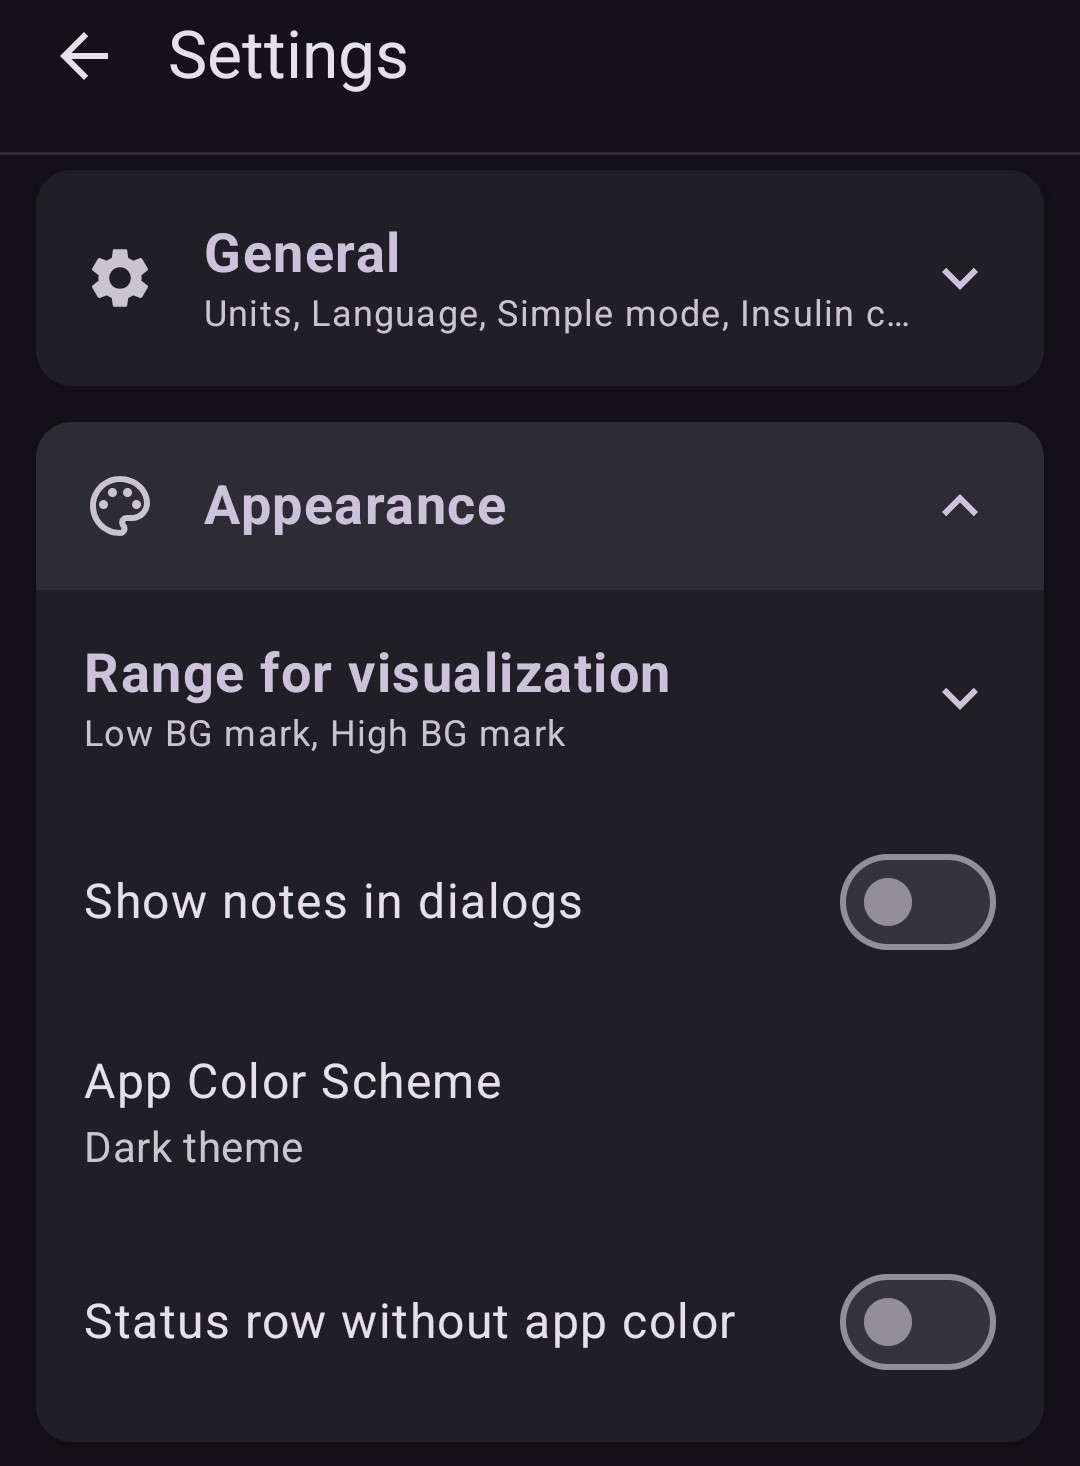 Settings
General
Units, Language, Simple mode, Insulin c…
Appearance
Range for visualization
Low BG mark, High BG mark
Show notes in dialogs
App Color Scheme
Dark theme
Status row without app color